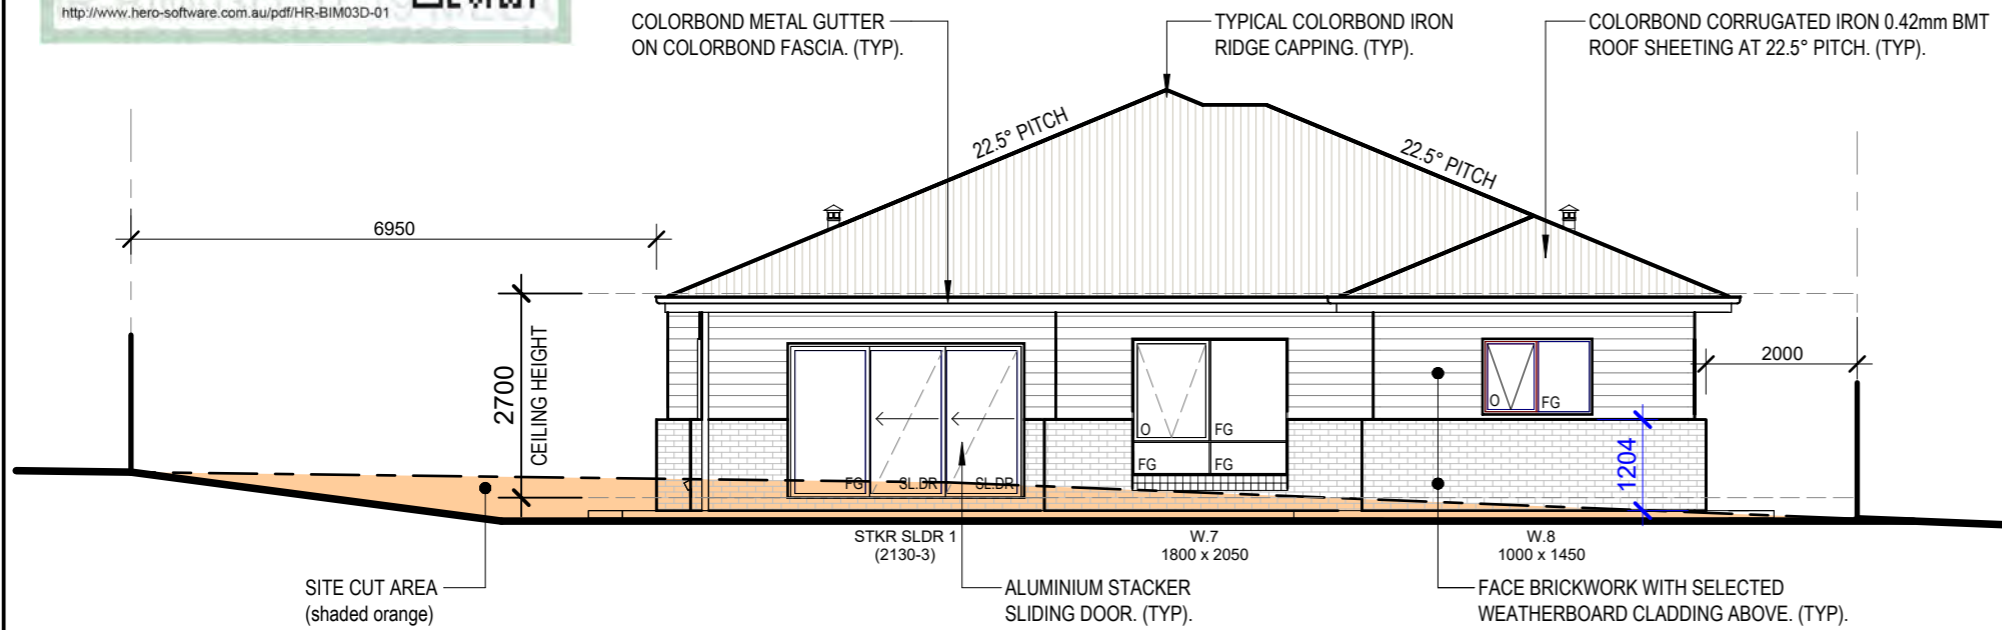 http://www.hero-software.com.au/pdf/HR-BIM03D-01
COLORBOND METAL GUTTER
ON COLORBOND FASCIA. (TYP).
TYPICAL COLORBOND IRON
RIDGE CAPPING. (TYP).
COLORBOND CORRUGATED IRON 0.42mm BMT
ROOF SHEETING AT 22.5° PITCH. (TYP).
22.5° PITCH
22.5° PITCH
6950
2700
CEILING HEIGHT
2000
O
FG
O
FG
FG
FG
FG
SL.DR
SL.DR
1204
STKR SLDR 1
(2130-3)
W.7
1800 x 2050
W.8
1000 x 1450
SITE CUT AREA
(shaded orange)
ALUMINIUM STACKER
SLIDING DOOR. (TYP).
FACE BRICKWORK WITH SELECTED
WEATHERBOARD CLADDING ABOVE. (TYP).